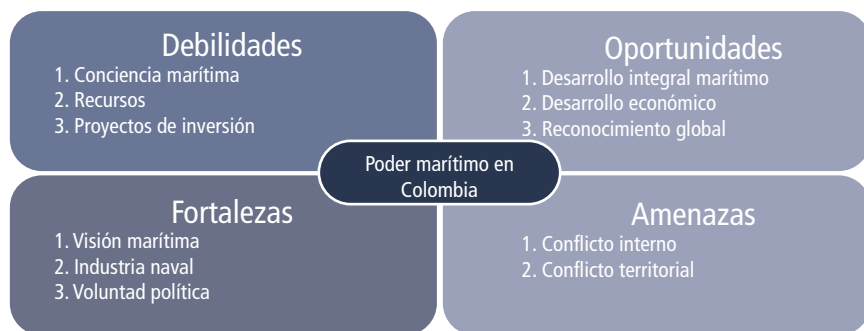 Debilidades
1. Conciencia marítima
2. Recursos
3. Proyectos de inversión
Oportunidades
1. Desarrollo integral marítimo
2. Desarrollo económico
3. Reconocimiento global
Poder marítimo en
Colombia
Fortalezas
1. Visión marítima
2. Industria naval
3. Voluntad política
Amenazas
1. Conflicto interno
2. Conflicto territorial